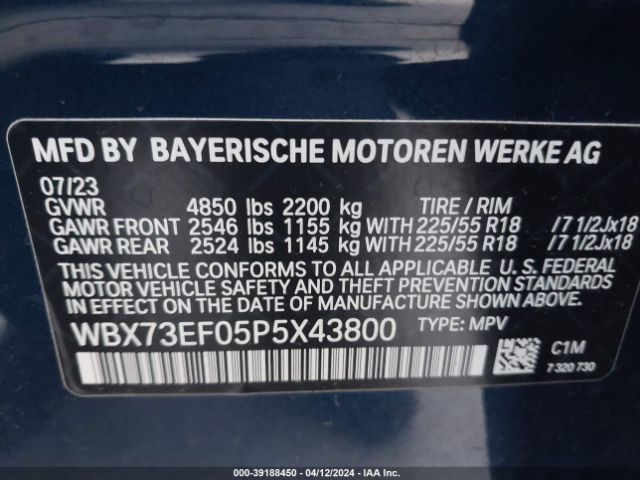 MFD BY BAYERISCHE MOTOREN WERKE AG
07/23
GVWR 4850 lbs 2200 kg TIRE / RIM
GAWR FRONT 2546 lbs 1155 kg WITH 225/55 R18 /7 1/2Jx18
GAWR REAR 2524 lbs 1145 kg WITH 225/55 R18 /7 1/2Jx18
THIS VEHICLE CONFORMS TO ALL APPLICABLE U. S. FEDERAL
MOTOR VEHICLE SAFETY AND THEFT PREVENTION STANDARDS
IN EFFECT ON THE DATE OF MANUFACTURE SHOWN ABOVE.
WBX73EF05P5X43800 TYPE: MPV
C1M
7 320 730
000-39188450 - 04/12/2024 - IAAI.COM